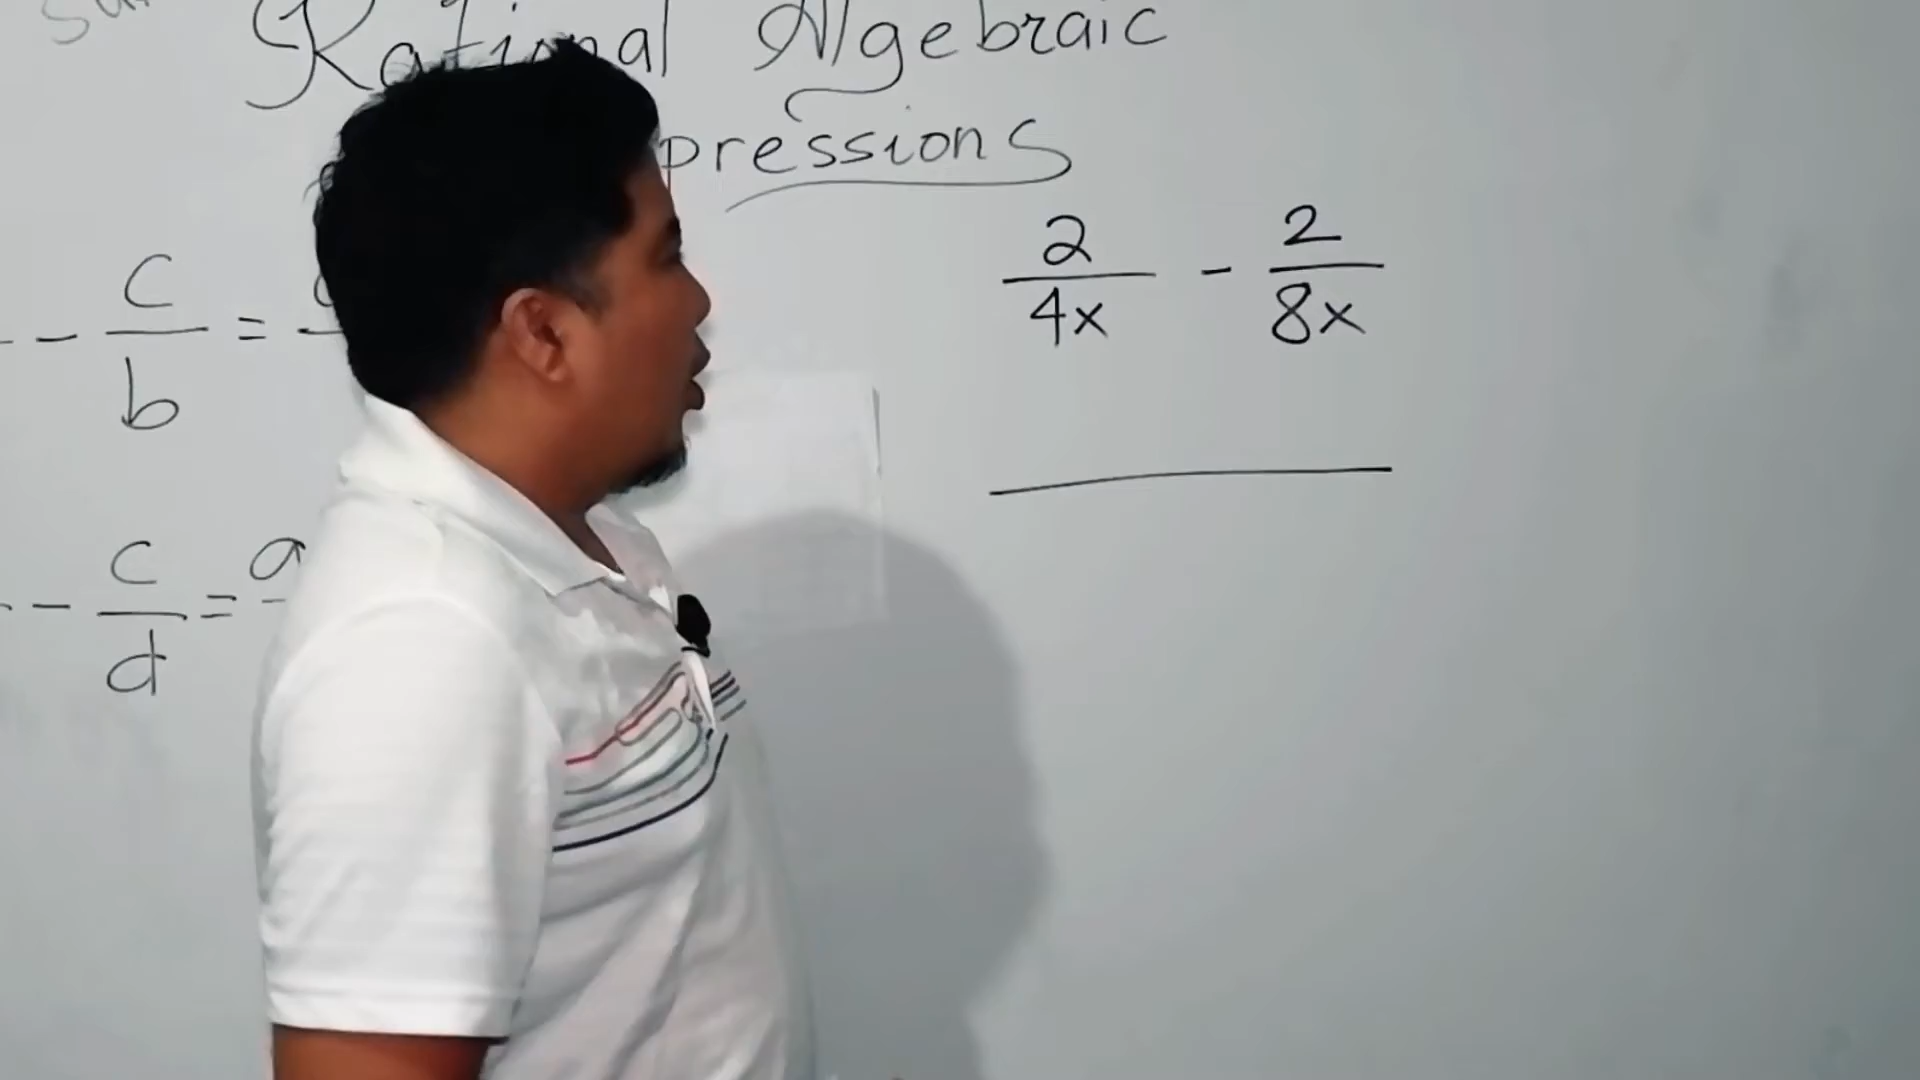 Rational Algebraic
pressions
- c/b =
- c/d = a
2/4x - 2/8x